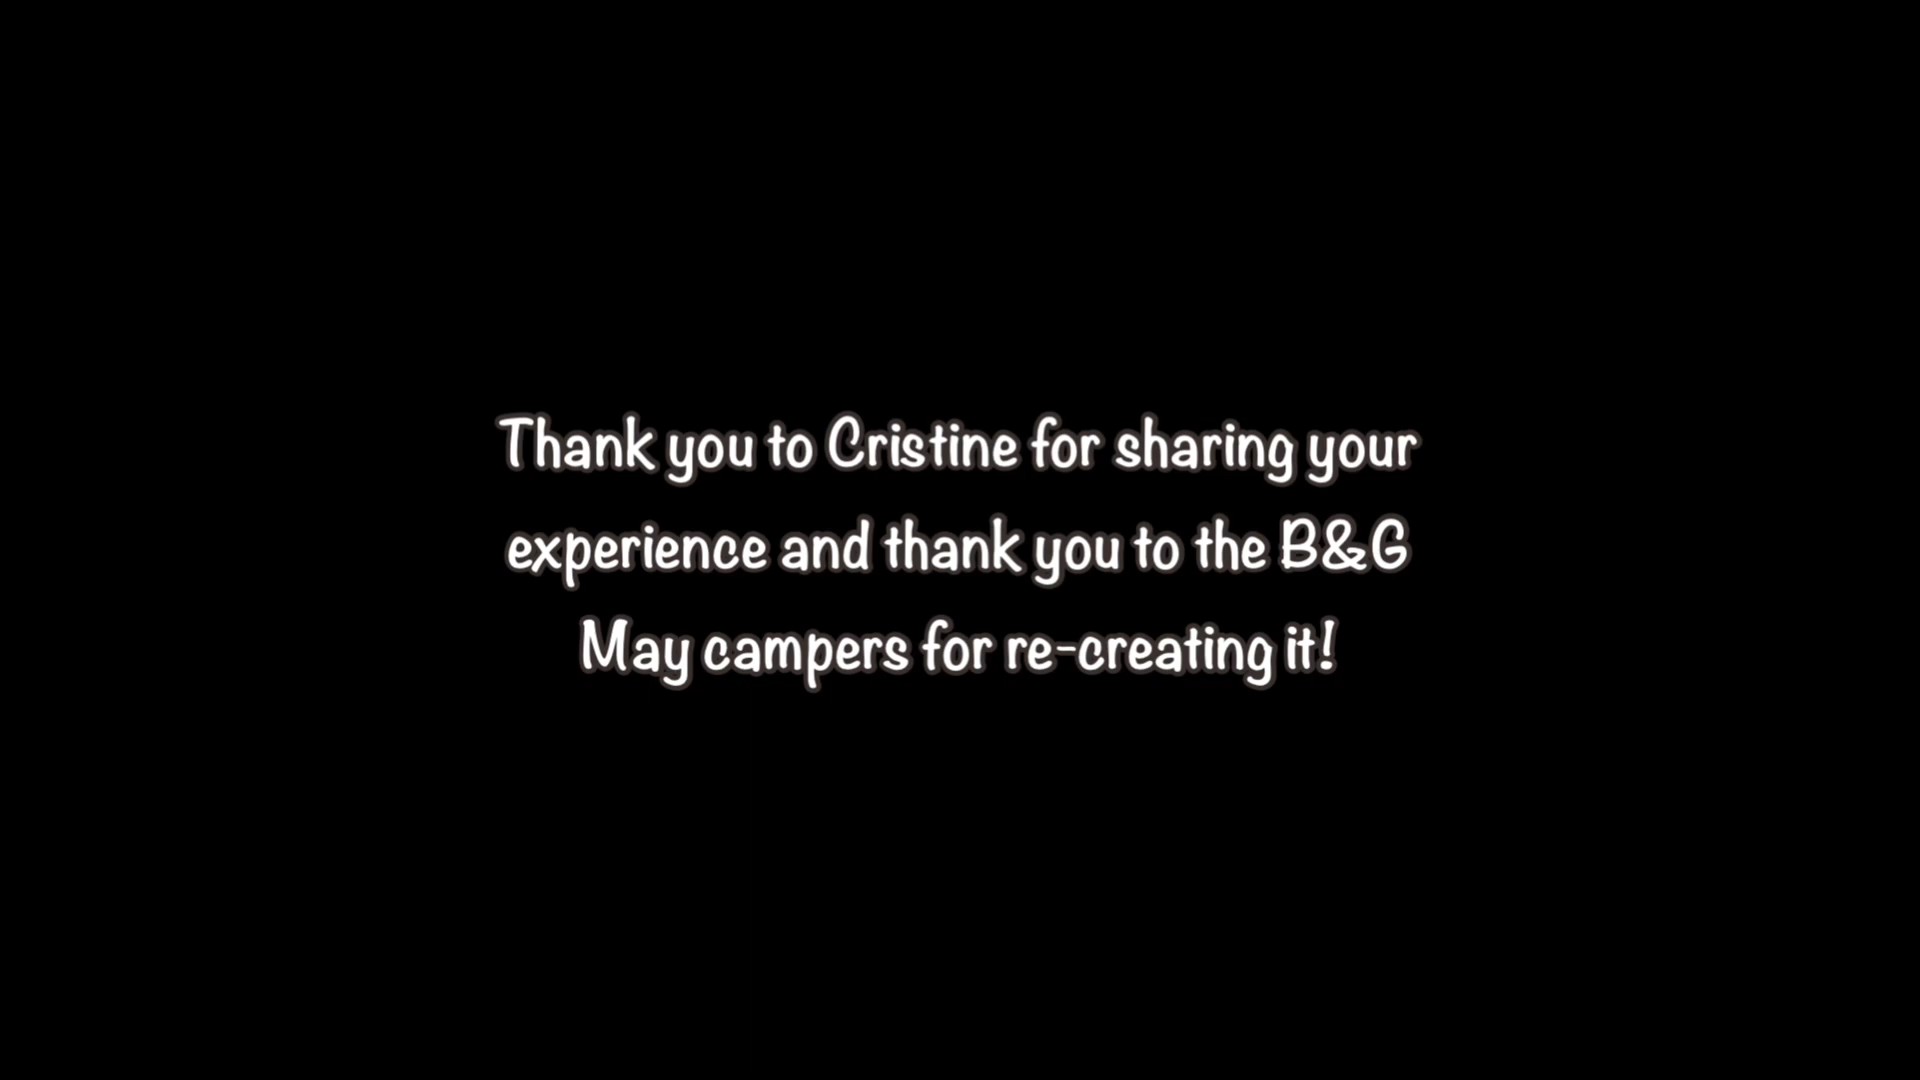 Thank you to Cristine for sharing your
experience and thank you to the B&G
May campers for re-creating it!